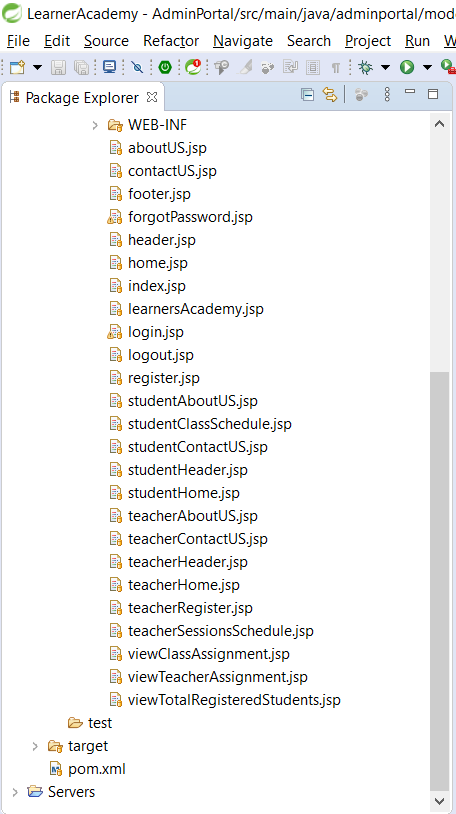 LearnerAcademy - AdminPortal/src/main/java/adminportal/mod
File Edit Source Refactor Navigate Search Project Run W
Package Explorer
WEB-INF
aboutUS.jsp
contactUS.jsp
footer.jsp
forgotPassword.jsp
header.jsp
home.jsp
index.jsp
learnersAcademy.jsp
login.jsp
logout.jsp
register.jsp
studentAboutUS.jsp
studentClassSchedule.jsp
studentContactUS.jsp
studentHeader.jsp
studentHome.jsp
teacherAboutUS.jsp
teacherContactUS.jsp
teacherHeader.jsp
teacherHome.jsp
teacherRegister.jsp
teacherSessionsSchedule.jsp
viewClassAssignment.jsp
viewTeacherAssignment.jsp
viewTotalRegisteredStudents.jsp
test
target
pom.xml
Servers